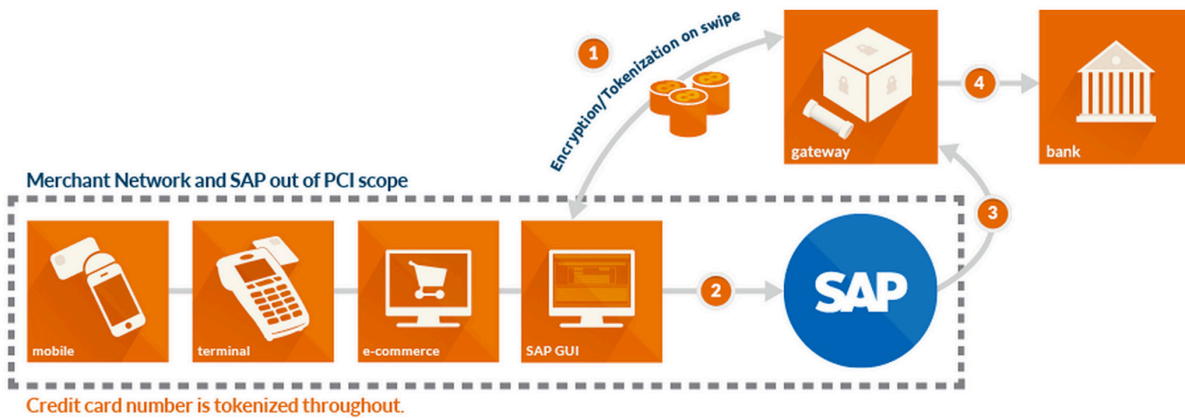 1
Encryption/Tokenization on swipe
gateway
4
bank
Merchant Network and SAP out of PCI scope
3
mobile
terminal
e-commerce
SAP GUI
2
SAP
Credit card number is tokenized throughout.